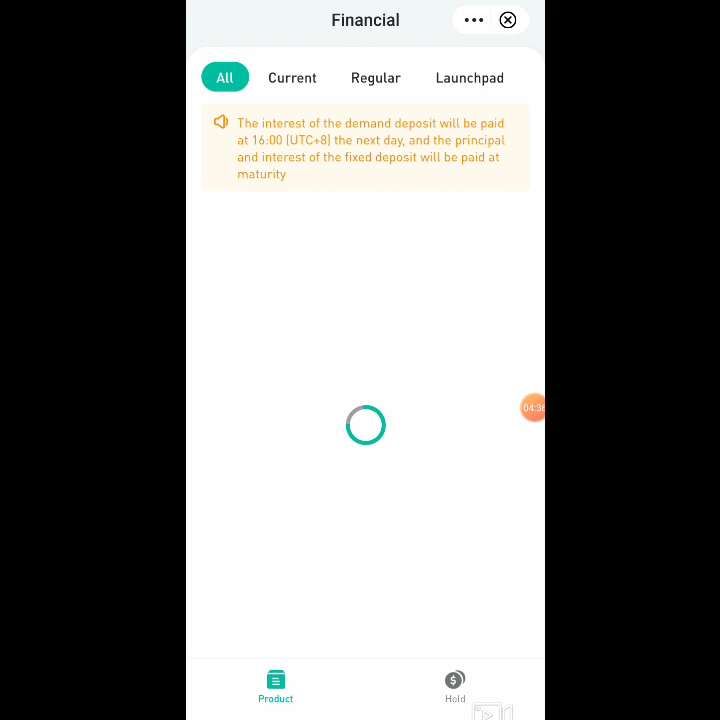 Financial
All Current Regular Launchpad
The interest of the demand deposit will be paid
at 16:00 (UTC+8) the next day, and the principal
and interest of the fixed deposit will be paid at
maturity
04:36
Product Hold